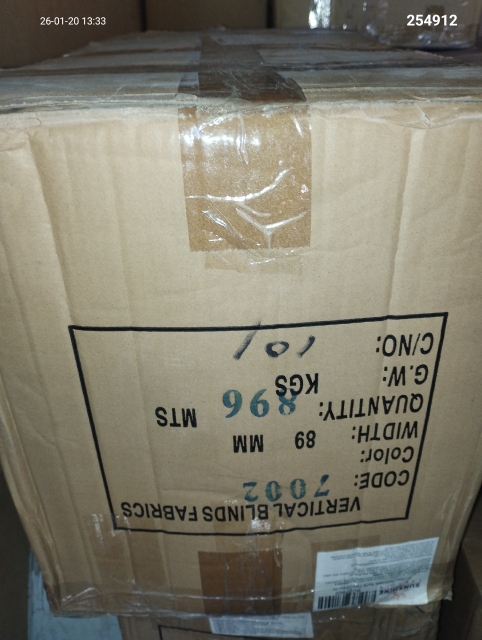 26-01-20 13:33
254912
VERTICAL BLINDS FABRICS
CODE: 7002
Color:
WIDTH: 89 MM
QUANTITY: 896 MTS
G.W: KGS
C/NO: 101
SUNSHINE